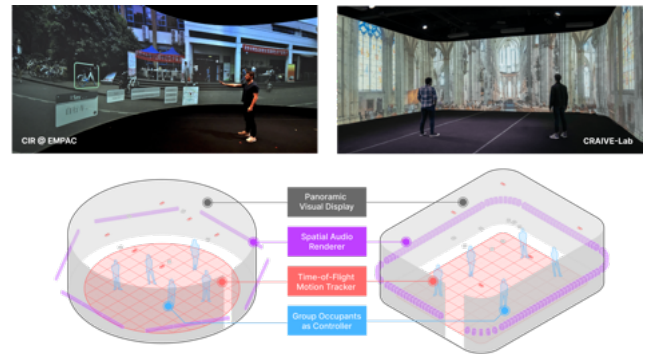 CIR @ EMPAC
CRAIVE-Lab
Panoramic
Visual Display
Spatial Audio
Renderer
Time-of-Flight
Motion Tracker
Group Occupants
as Controller